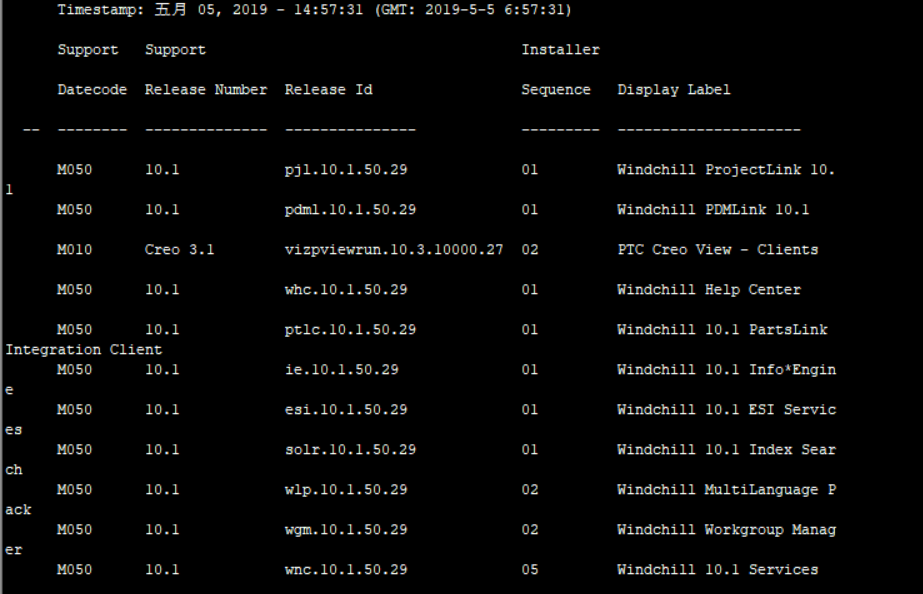 Timestamp: 五月 05, 2019 - 14:57:31 (GMT: 2019-5-5 6:57:31)
Support Support Installer
Datecode Release Number Release Id Sequence Display Label
-- -------- -------------- --------------- --------- ---------------------
M050 10.1 pjl.10.1.50.29 01 Windchill ProjectLink 10.
1
M050 10.1 pdml.10.1.50.29 01 Windchill PDMLink 10.1
M010 Creo 3.1 vizpviewrun.10.3.10000.27 02 PTC Creo View - Clients
M050 10.1 whc.10.1.50.29 01 Windchill Help Center
M050 10.1 ptlc.10.1.50.29 01 Windchill 10.1 PartsLink
Integration Client
M050 10.1 ie.10.1.50.29 01 Windchill 10.1 Info*Engin
e
M050 10.1 esi.10.1.50.29 01 Windchill 10.1 ESI Servic
es
M050 10.1 solr.10.1.50.29 01 Windchill 10.1 Index Sear
ch
M050 10.1 wlp.10.1.50.29 02 Windchill MultiLanguage P
ack
M050 10.1 wgm.10.1.50.29 02 Windchill Workgroup Manag
er
M050 10.1 wnc.10.1.50.29 05 Windchill 10.1 Services